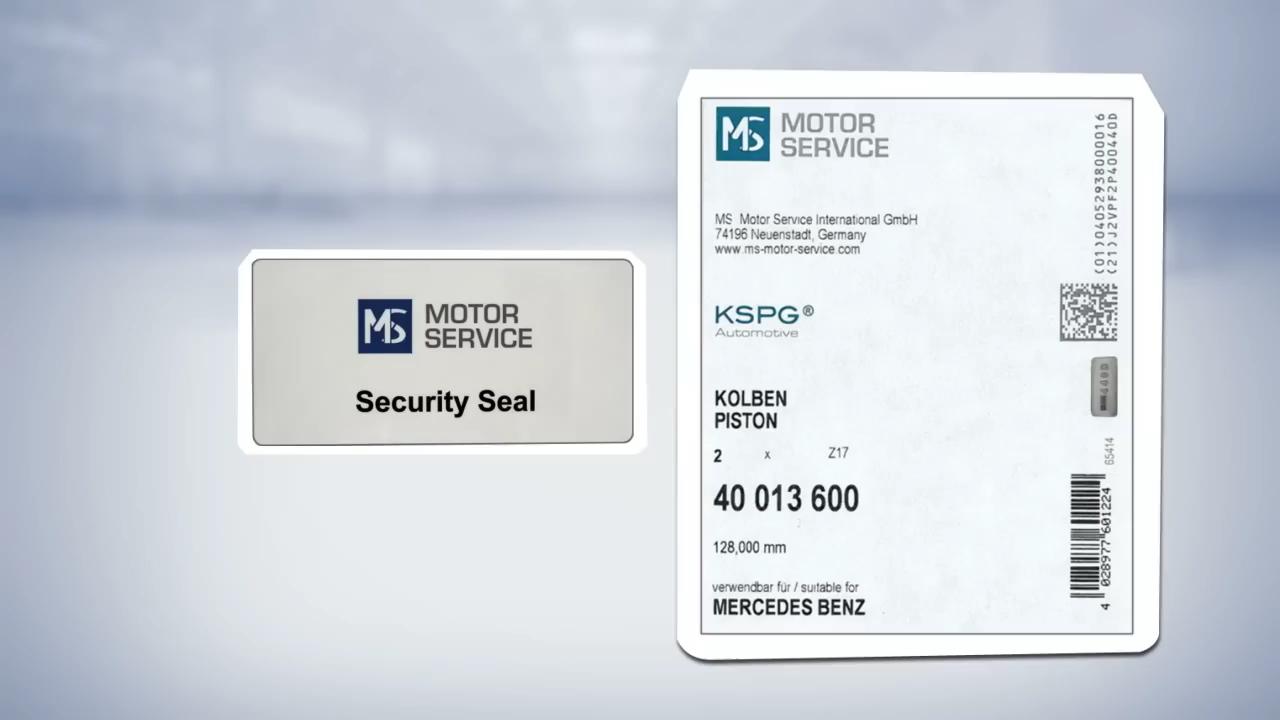 MS MOTOR
SERVICE
Security Seal
MS MOTOR
SERVICE
MS Motor Service International GmbH
74196 Neuenstadt, Germany
www.ms-motor-service.com
KSPG®
Automotive
KOLBEN
PISTON
2 x Z17
40 013 600
128,000 mm
verwendbar für / suitable for
MERCEDES BENZ
(01)04052938000016
(21)J2VPF2P400440D
440D
65414
4 028977 601224